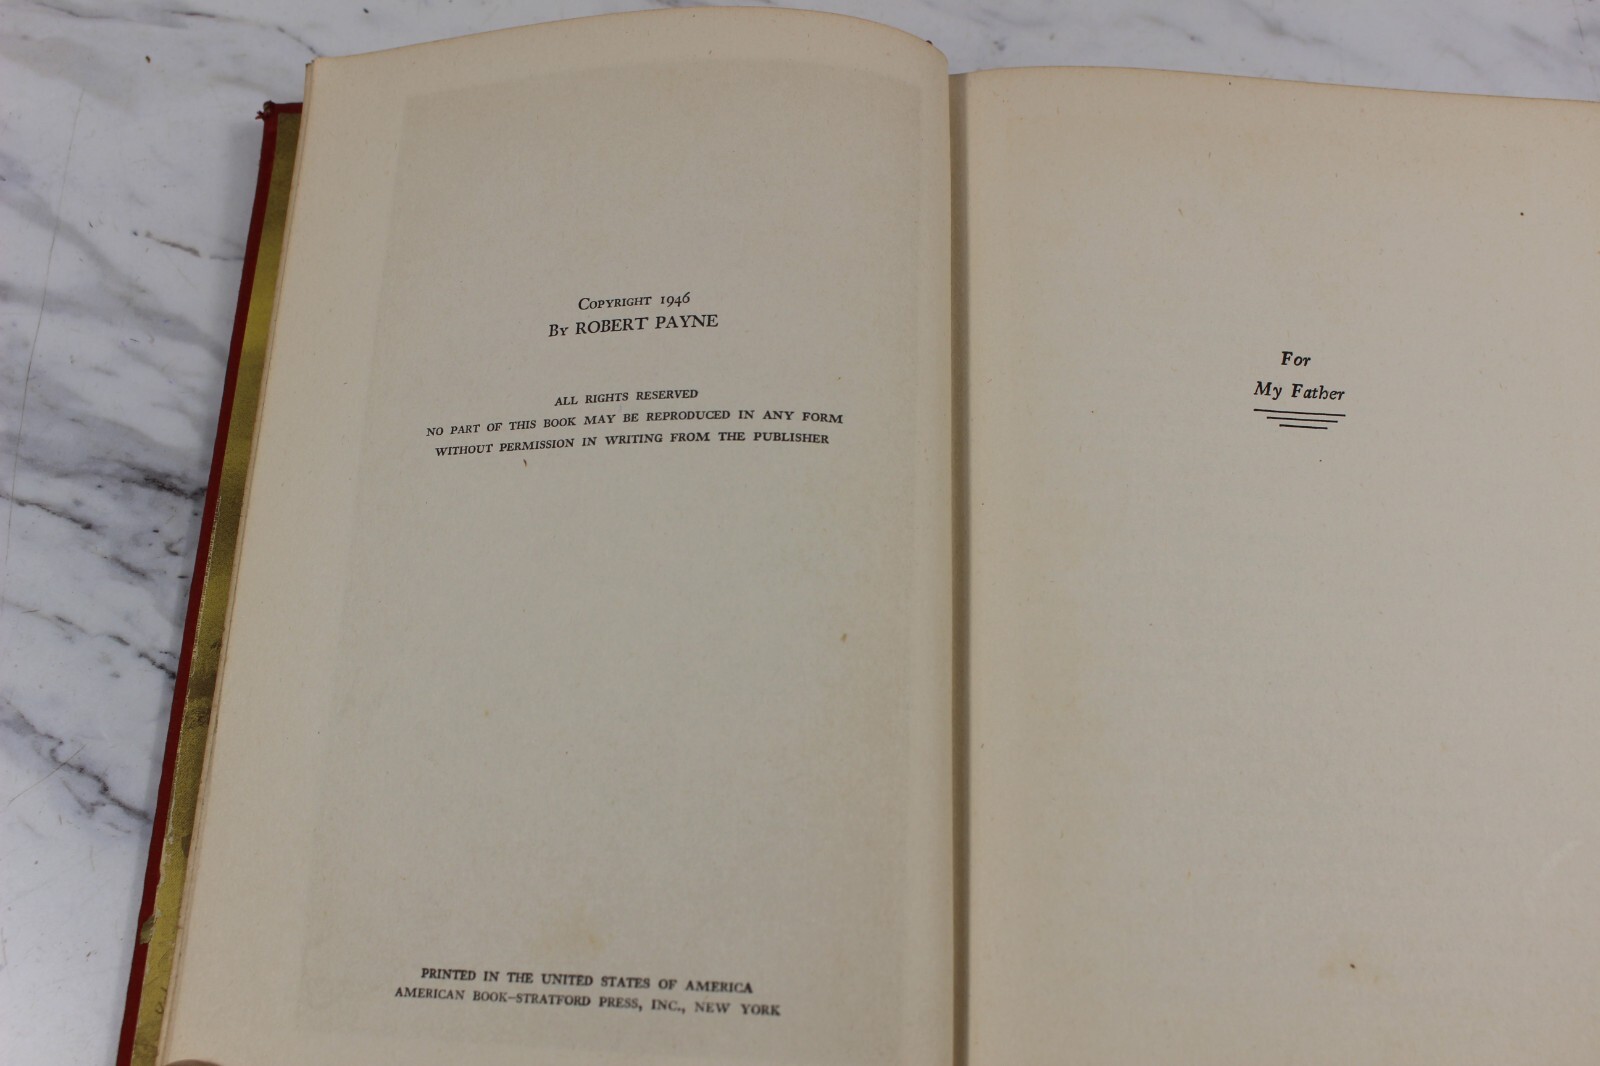 COPYRIGHT 1946
BY ROBERT PAYNE
ALL RIGHTS RESERVED
NO PART OF THIS BOOK MAY BE REPRODUCED IN ANY FORM
WITHOUT PERMISSION IN WRITING FROM THE PUBLISHER
PRINTED IN THE UNITED STATES OF AMERICA
AMERICAN BOOK–STRATFORD PRESS, INC., NEW YORK
For
My Father